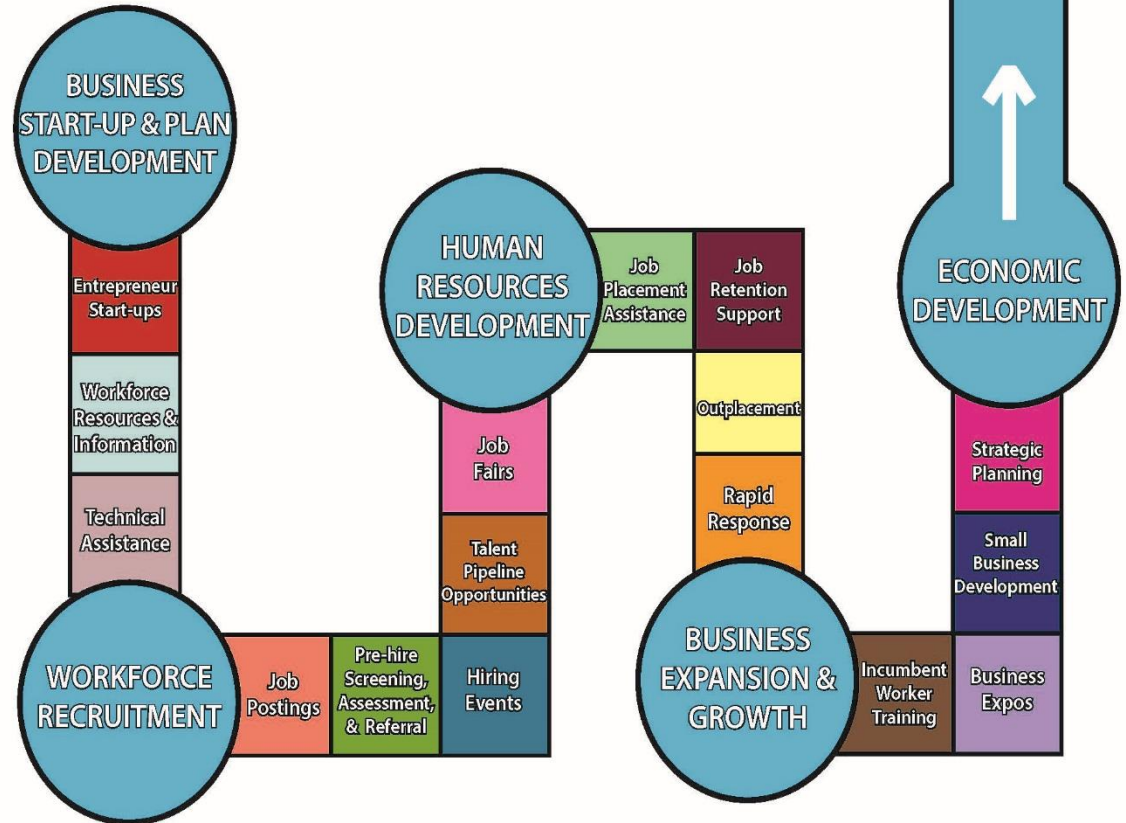 BUSINESS
START-UP & PLAN
DEVELOPMENT
Entrepreneur
Start-ups
Workforce
Resources &
Information
Technical
Assistance
WORKFORCE
RECRUITMENT
Job
Postings
Pre-hire
Screening,
Assessment,
& Referral
Hiring
Events
Talent
Pipeline
Opportunities
Job
Fairs
HUMAN
RESOURCES
DEVELOPMENT
Job
Placement
Assistance
Job
Retention
Support
Outplacement
Rapid
Response
BUSINESS
EXPANSION &
GROWTH
Incumbent
Worker
Training
Business
Expos
Small
Business
Development
Strategic
Planning
ECONOMIC
DEVELOPMENT